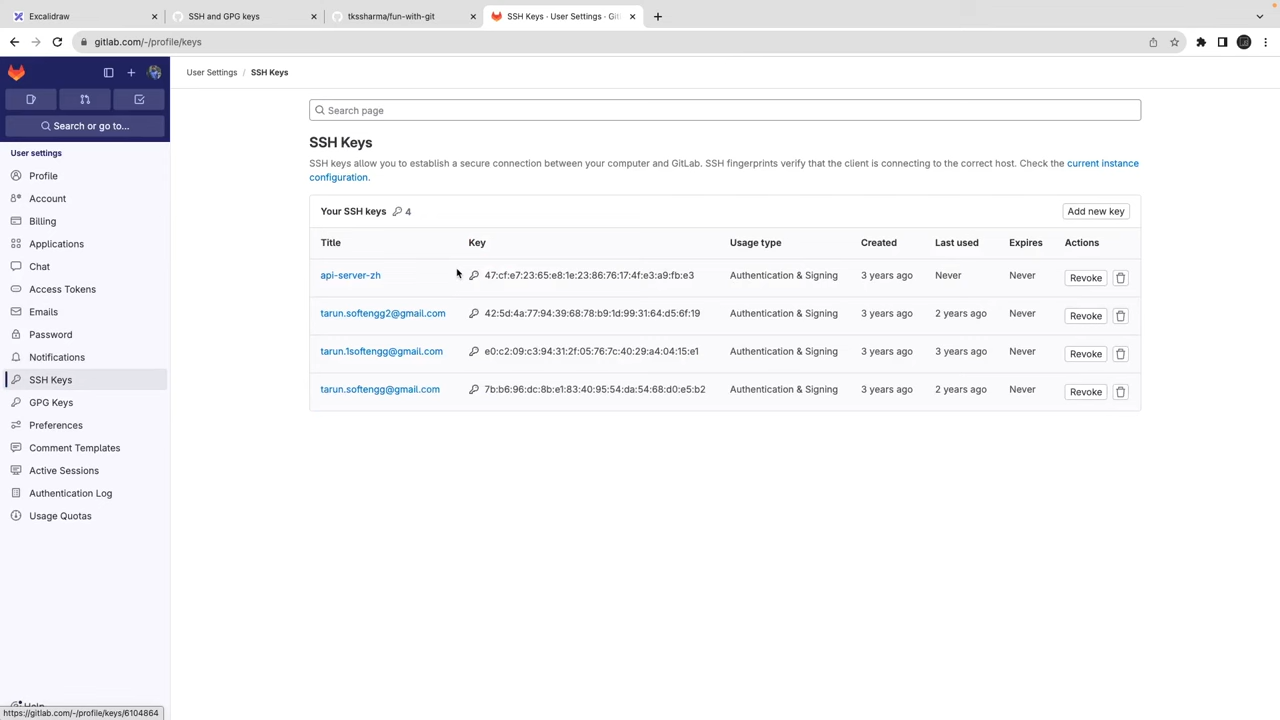 Excalidraw
SSH and GPG keys
tkssharma/fun-with-git
SSH Keys · User Settings · Git
gitlab.com/-/profile/keys
User Settings / SSH Keys
Search or go to...
User settings
Profile
Account
Billing
Applications
Chat
Access Tokens
Emails
Password
Notifications
SSH Keys
GPG Keys
Preferences
Comment Templates
Active Sessions
Authentication Log
Usage Quotas
Help
https://gitlab.com/-/profile/keys/6104864
Search page
SSH Keys
SSH keys allow you to establish a secure connection between your computer and GitLab. SSH fingerprints verify that the client is connecting to the correct host. Check the current instance
configuration.
Your SSH keys 4
Add new key
Title Key Usage type Created Last used Expires Actions
api-server-zh 47:cf:e7:23:65:e8:1e:23:86:76:17:4f:e3:a9:fb:e3 Authentication & Signing 3 years ago Never Never Revoke
tarun.softengg2@gmail.com 42:5d:4a:77:94:39:68:78:b9:1d:99:31:64:d5:6f:19 Authentication & Signing 3 years ago 2 years ago Never Revoke
tarun.1softengg@gmail.com e0:c2:09:c3:94:31:2f:05:76:7c:40:29:a4:04:15:e1 Authentication & Signing 3 years ago 3 years ago Never Revoke
tarun.softengg@gmail.com 7b:b6:96:dc:8b:e1:83:40:95:54:da:54:68:d0:e5:b2 Authentication & Signing 3 years ago 2 years ago Never Revoke